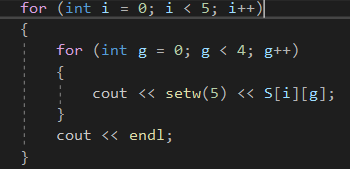 for (int i = 0; i < 5; i++)
{
for (int g = 0; g < 4; g++)
{
cout << setw(5) << S[i][g];
}
cout << endl;
}